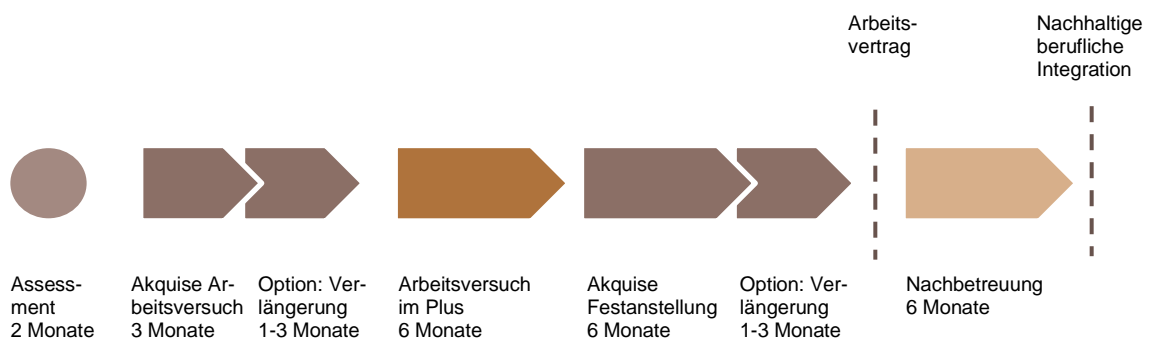 Arbeits-
vertrag
Nachhaltige
berufliche
Integration
Assess-
ment
2 Monate
Akquise Ar-
beitsversuch
3 Monate
Option: Ver-
längerung
1-3 Monate
Arbeitsversuch
im Plus
6 Monate
Akquise
Festanstellung
6 Monate
Option: Ver-
längerung
1-3 Monate
Nachbetreuung
6 Monate